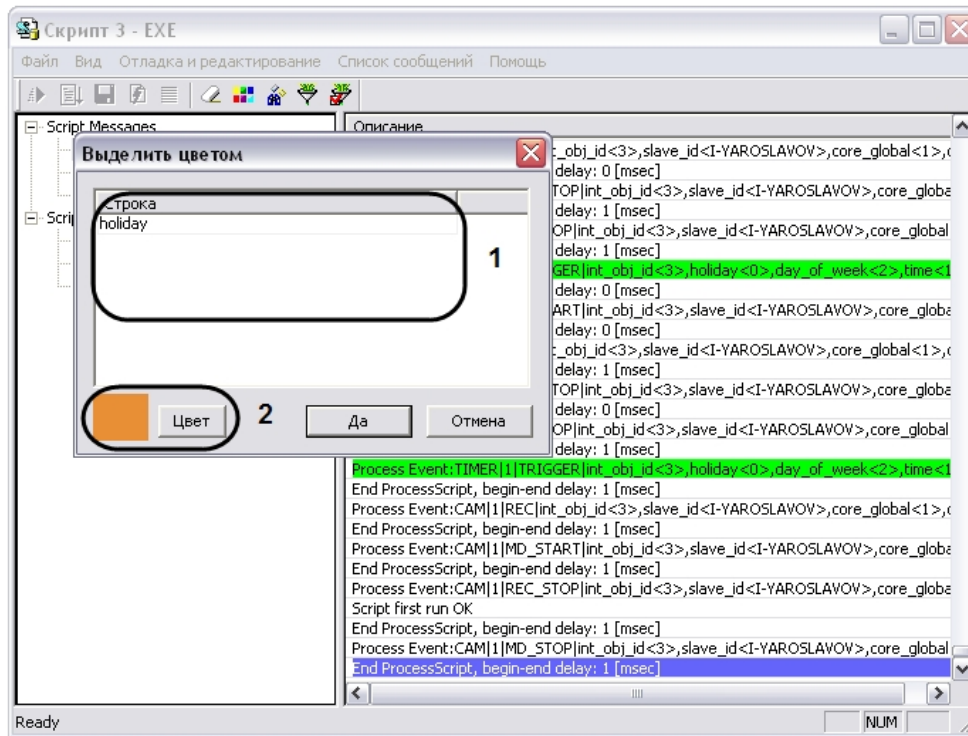 Скрипт 3 - EXE
Файл Вид Отладка и редактирование Список сообщений Помощь
Script Messages
Scrip
Описание
t_obj_id<3>,slave_id<I-YAROSLAVOV>,core_global<1>,
delay: 0 [msec]
TOP|int_obj_id<3>,slave_id<I-YAROSLAVOV>,core_globa
delay: 1 [msec]
OP|int_obj_id<3>,slave_id<I-YAROSLAVOV>,core_global
delay: 1 [msec]
GER|int_obj_id<3>,holiday<0>,day_of_week<2>,time<1
delay: 0 [msec]
ART|int_obj_id<3>,slave_id<I-YAROSLAVOV>,core_globa
delay: 0 [msec]
t_obj_id<3>,slave_id<I-YAROSLAVOV>,core_global<1>,
delay: 1 [msec]
TOP|int_obj_id<3>,slave_id<I-YAROSLAVOV>,core_globa
delay: 0 [msec]
OP|int_obj_id<3>,slave_id<I-YAROSLAVOV>,core_global
delay: 1 [msec]
Process Event:TIMER|1|TRIGGER|int_obj_id<3>,holiday<0>,day_of_week<2>,time<1
End ProcessScript, begin-end delay: 1 [msec]
Process Event:CAM|1|REC|int_obj_id<3>,slave_id<I-YAROSLAVOV>,core_global<1>,
End ProcessScript, begin-end delay: 1 [msec]
Process Event:CAM|1|MD_START|int_obj_id<3>,slave_id<I-YAROSLAVOV>,core_globa
End ProcessScript, begin-end delay: 1 [msec]
Process Event:CAM|1|REC_STOP|int_obj_id<3>,slave_id<I-YAROSLAVOV>,core_globa
Script first run OK
End ProcessScript, begin-end delay: 1 [msec]
Process Event:CAM|1|MD_STOP|int_obj_id<3>,slave_id<I-YAROSLAVOV>,core_global
End ProcessScript, begin-end delay: 1 [msec]
Выделить цветом
Строка
holiday
1
Цвет
2
Да
Отмена
Ready
NUM